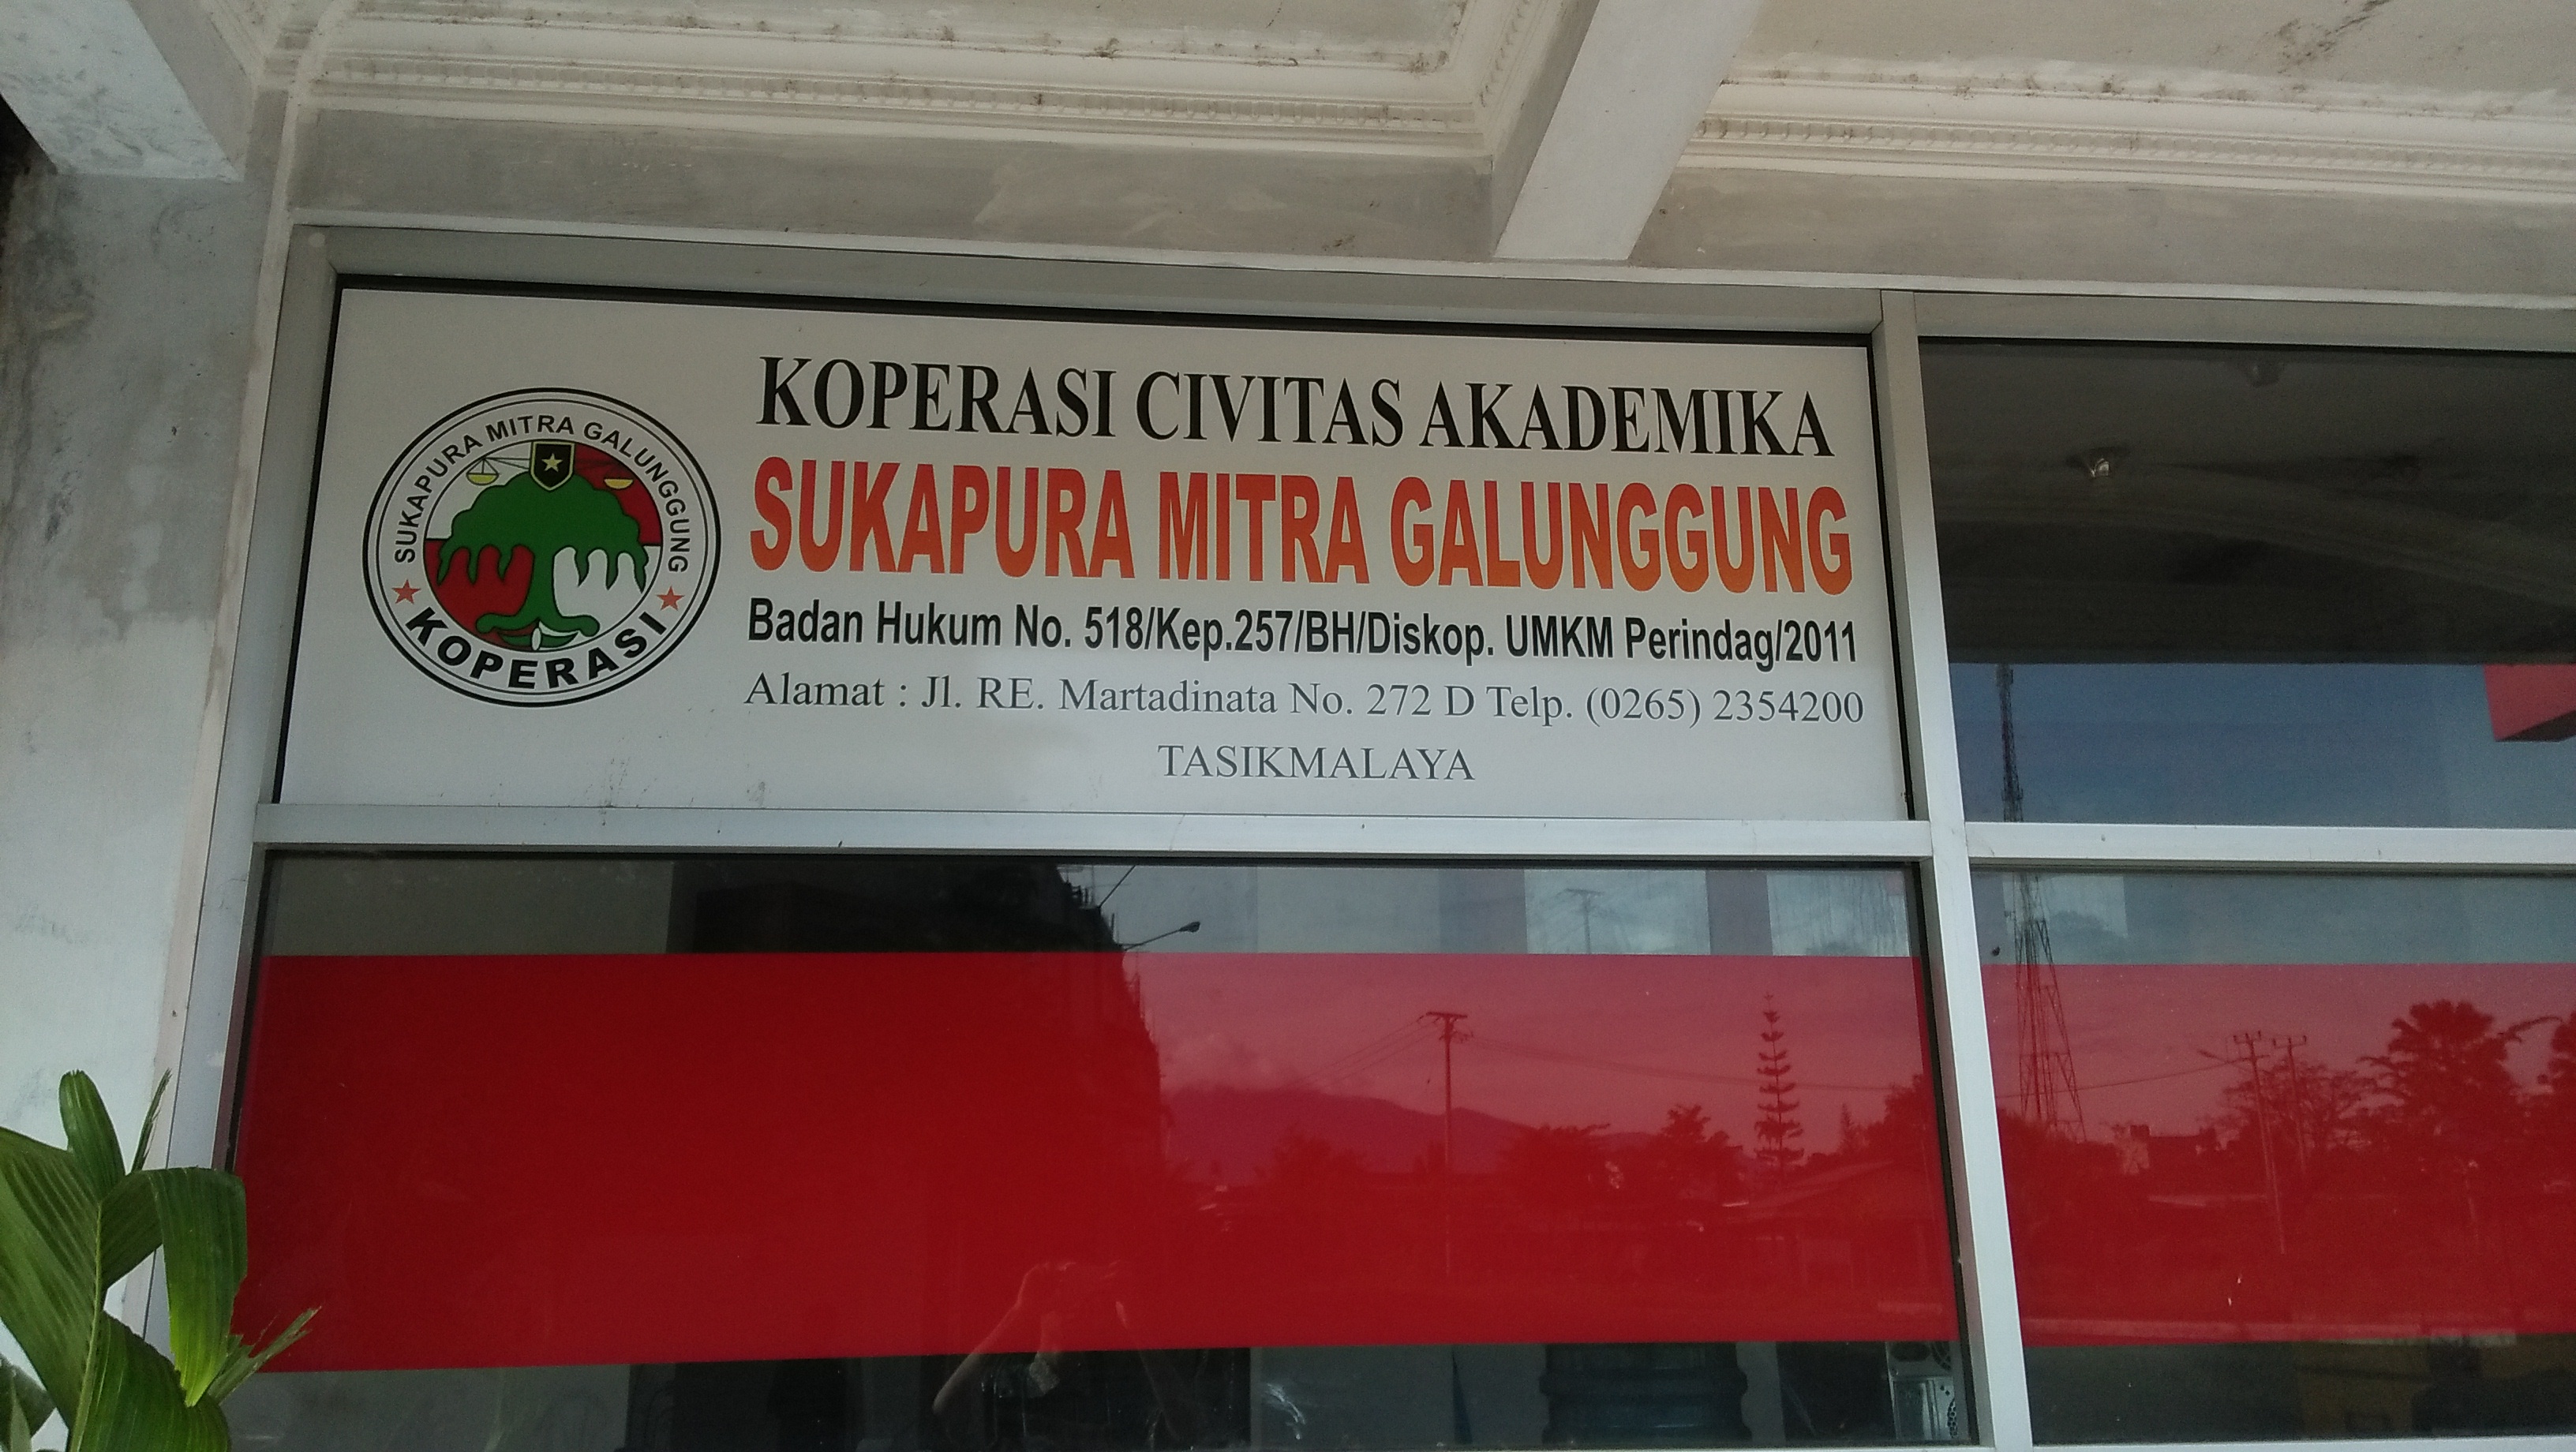 SUKAPURA MITRA GALUNGGUNG
KOPERASI
KOPERASI CIVITAS AKADEMIKA
SUKAPURA MITRA GALUNGGUNG
Badan Hukum No. 518/Kep.257/BH/Diskop. UMKM Perindag/2011
Alamat : Jl. RE. Martadinata No. 272 D Telp. (0265) 2354200
TASIKMALAYA